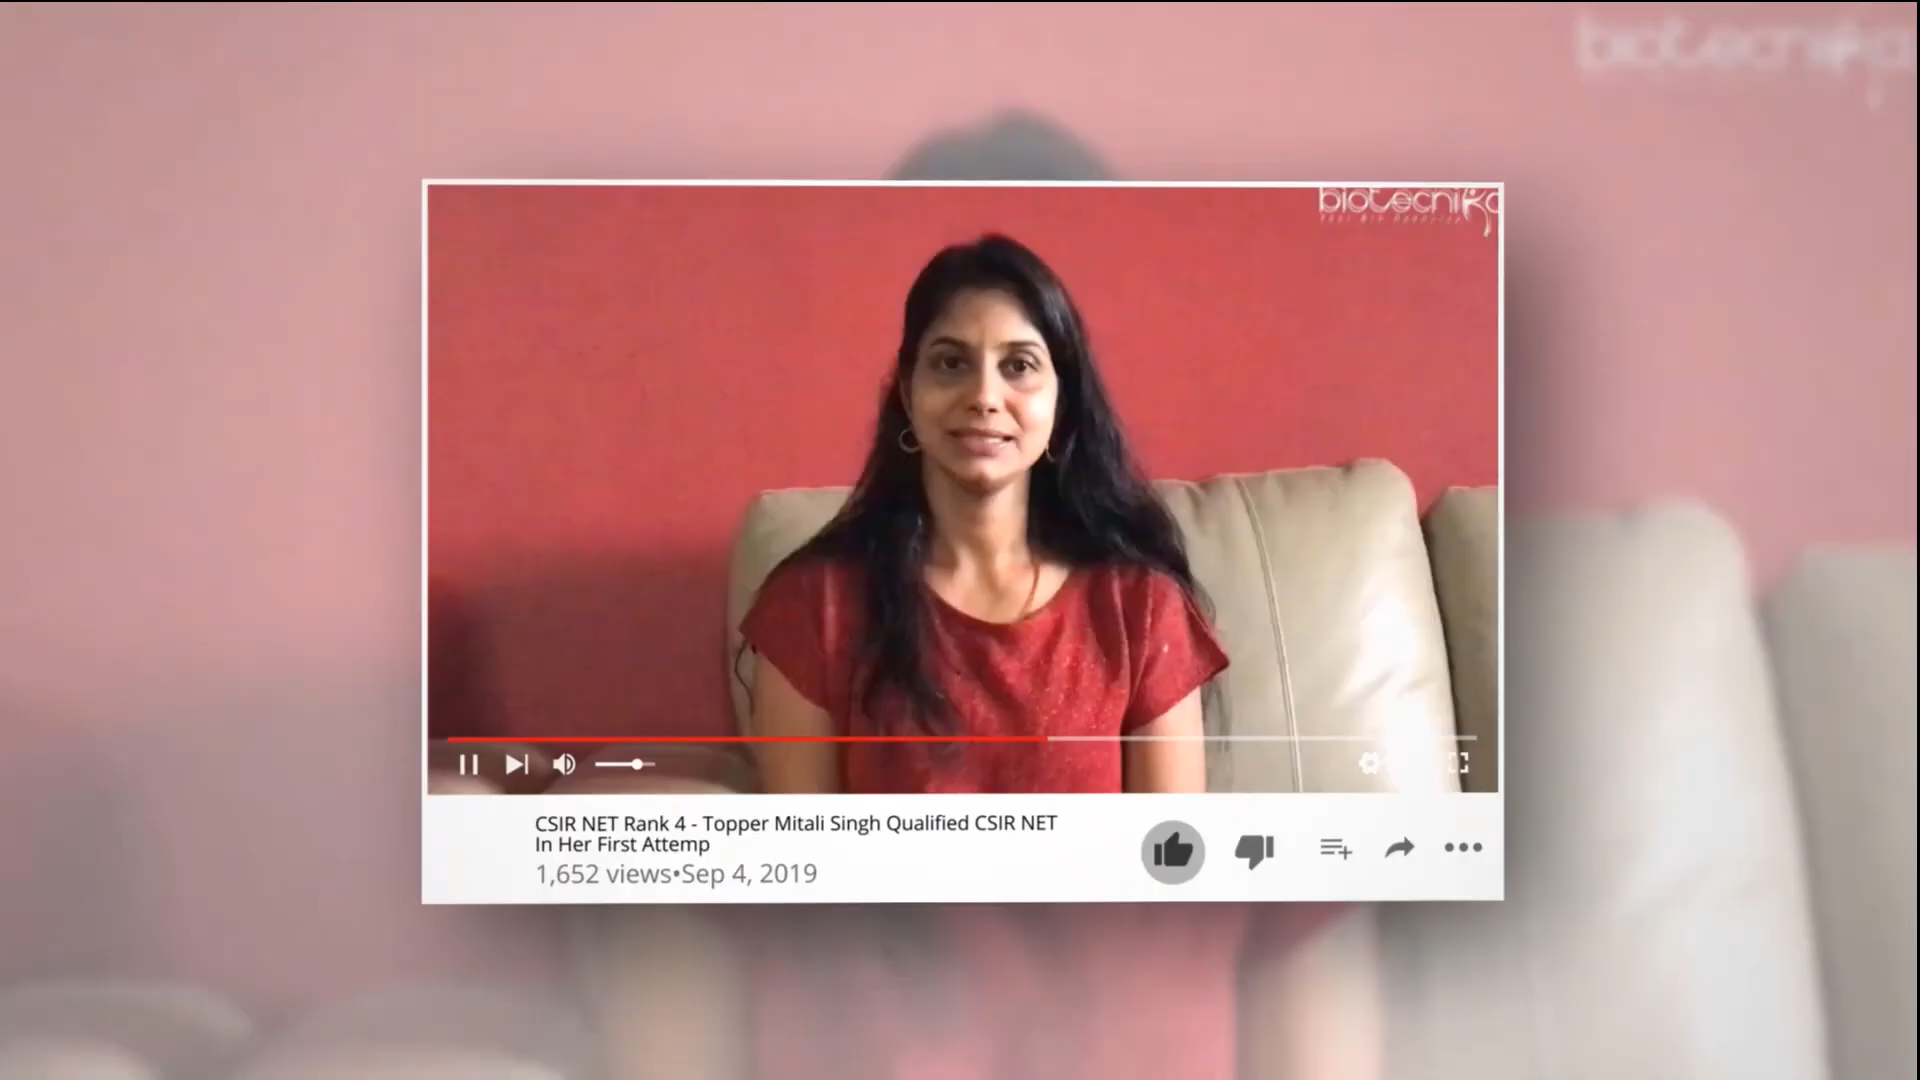 biotecnika
biotecnika
CSIR NET Rank 4 - Topper Mitali Singh Qualified CSIR NET
In Her First Attemp
1,652 views•Sep 4, 2019